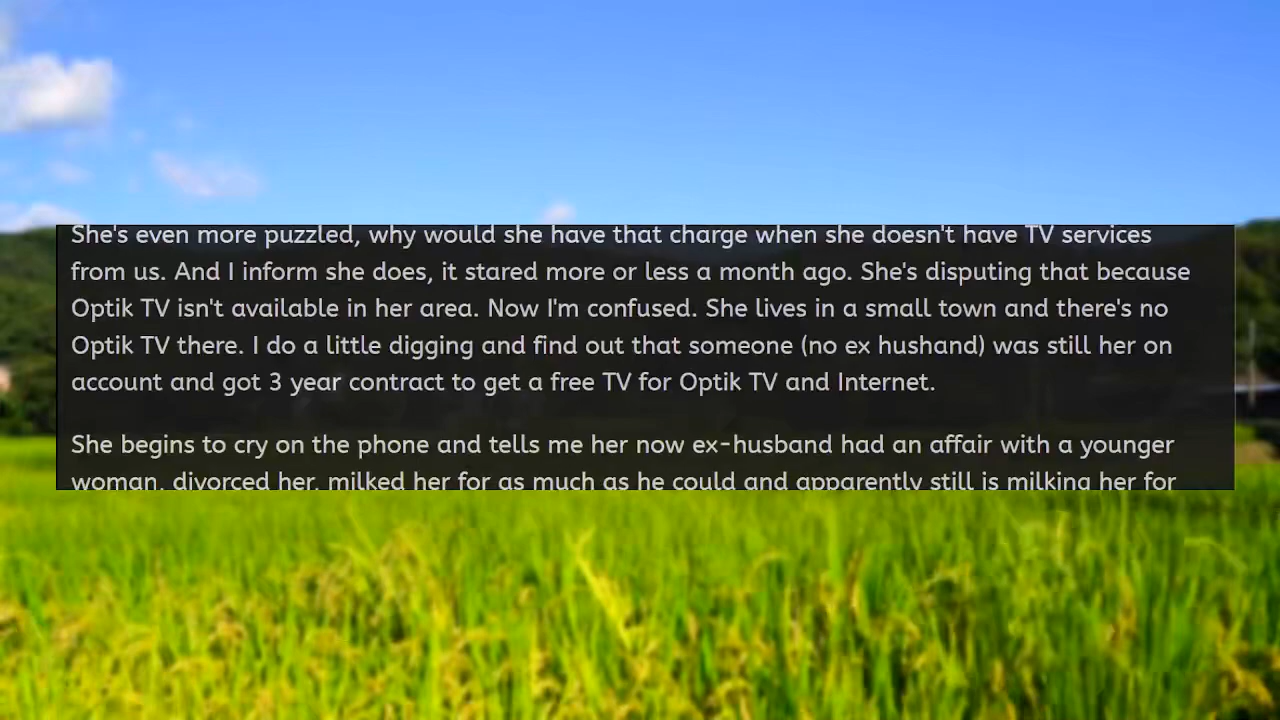 She's even more puzzled, why would she have that charge when she doesn't have TV services
from us. And I inform she does, it stared more or less a month ago. She's disputing that because
Optik TV isn't available in her area. Now I'm confused. She lives in a small town and there's no
Optik TV there. I do a little digging and find out that someone (no ex hushand) was still her on
account and got 3 year contract to get a free TV for Optik TV and Internet.
She begins to cry on the phone and tells me her now ex-husband had an affair with a younger
woman, divorced her, milked her for as much as he could and apparently still is milking her for